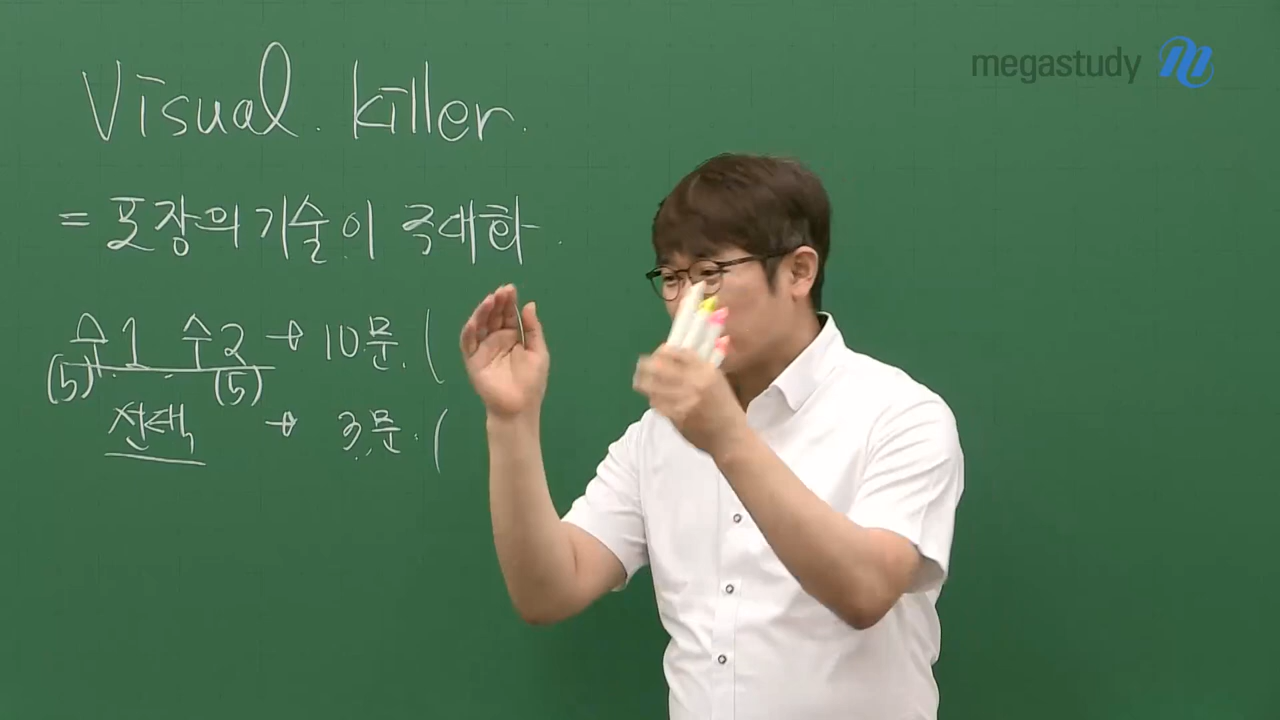 megastudy
Visual killer.
= 포장의 기술이 극대화.
수1 수2 → 10문. (
(5) (5)
선택 → 3문. (